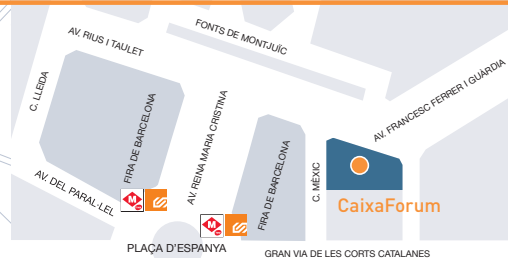 FONTS DE MONTJUÏC
AV. RIUS I TAULET
C. LLEIDA
FIRA DE BARCELONA
AV. REINA MARIA CRISTINA
AV. FRANCESC FERRER I GUÀRDIA
FIRA DE BARCELONA
C. MÈXIC
AV. DEL PARAL·LEL
M
M
CaixaForum
PLAÇA D'ESPANYA
GRAN VIA DE LES CORTS CATALANES